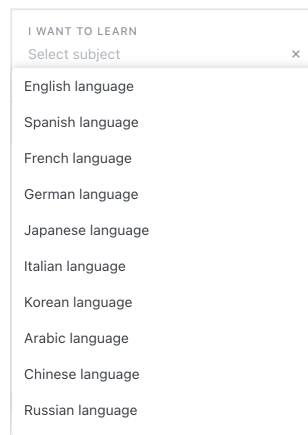 I WANT TO LEARN
Select subject ×
English language
Spanish language
French language
German language
Japanese language
Italian language
Korean language
Arabic language
Chinese language
Russian language